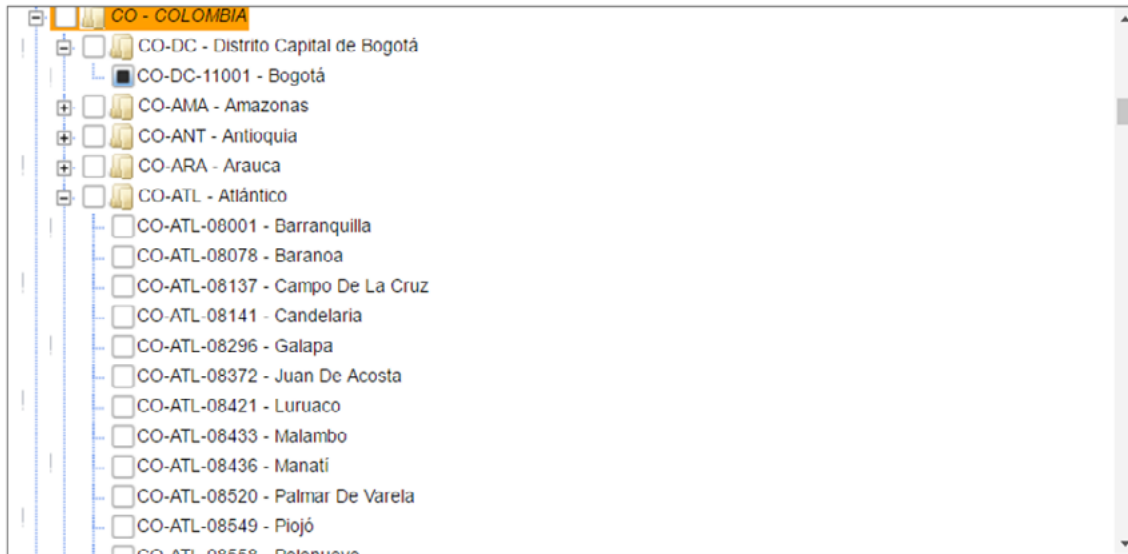 CO - COLOMBIA
CO-DC - Distrito Capital de Bogotá
CO-DC-11001 - Bogotá
CO-AMA - Amazonas
CO-ANT - Antioquia
CO-ARA - Arauca
CO-ATL - Atlántico
CO-ATL-08001 - Barranquilla
CO-ATL-08078 - Baranoa
CO-ATL-08137 - Campo De La Cruz
CO-ATL-08141 - Candelaria
CO-ATL-08296 - Galapa
CO-ATL-08372 - Juan De Acosta
CO-ATL-08421 - Luruaco
CO-ATL-08433 - Malambo
CO-ATL-08436 - Manatí
CO-ATL-08520 - Palmar De Varela
CO-ATL-08549 - Piojó